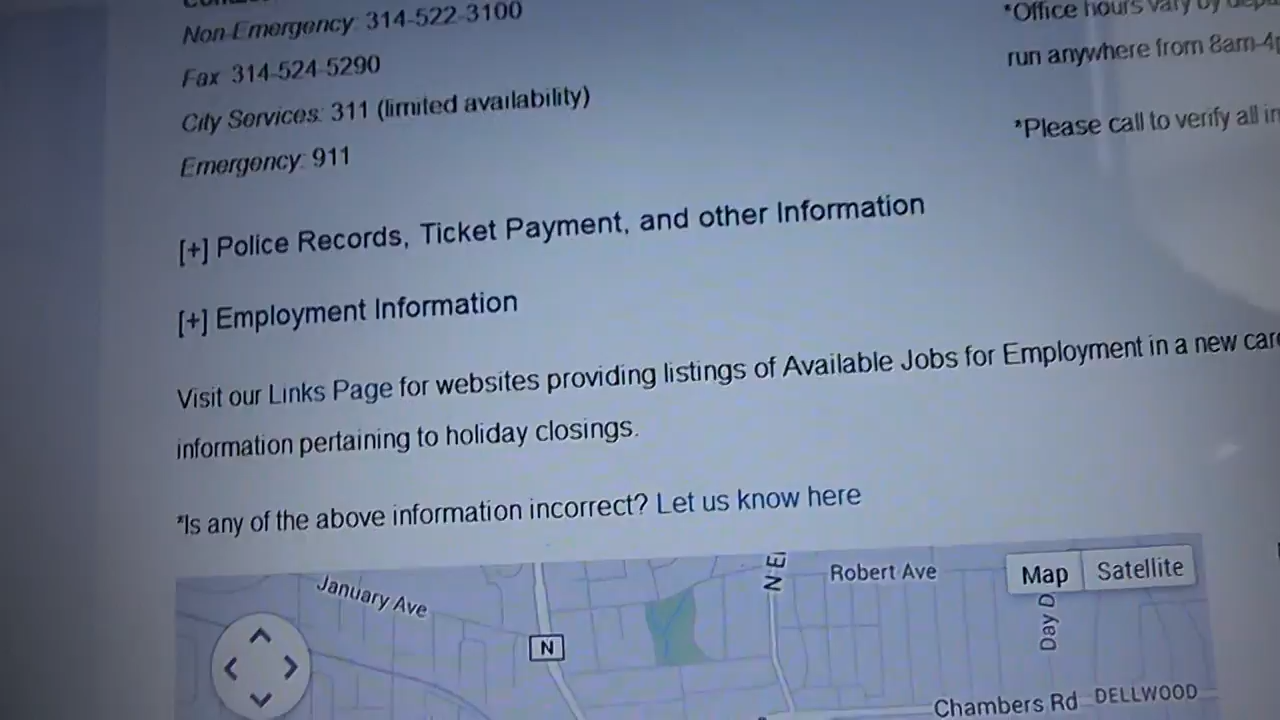 Non-Emergency: 314-522-3100
Fax 314-524-5290
City Services: 311 (limited availability)
Emergency: 911
*Office hours vary by
run anywhere from 8am-4
*Please call to verify all
[+] Police Records, Ticket Payment, and other Information
[+] Employment Information
Visit our Links Page for websites providing listings of Available Jobs for Employment in a new
information pertaining to holiday closings.
*Is any of the above information incorrect? Let us know here
January Ave
N
Robert Ave
Map
Satellite
Chambers Rd
DELLWOOD